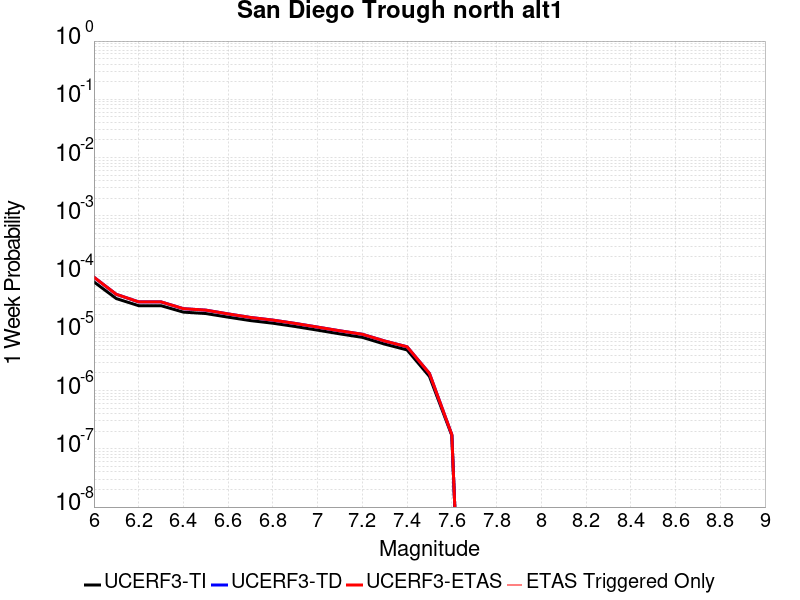 San Diego Trough north alt1
10^0
10^-1
10^-2
10^-3
10^-4
10^-5
10^-6
10^-7
10^-8
1 Week Probability
6 6.2 6.4 6.6 6.8 7 7.2 7.4 7.6 7.8 8 8.2 8.4 8.6 8.8 9
Magnitude
UCERF3-TI UCERF3-TD UCERF3-ETAS ETAS Triggered Only